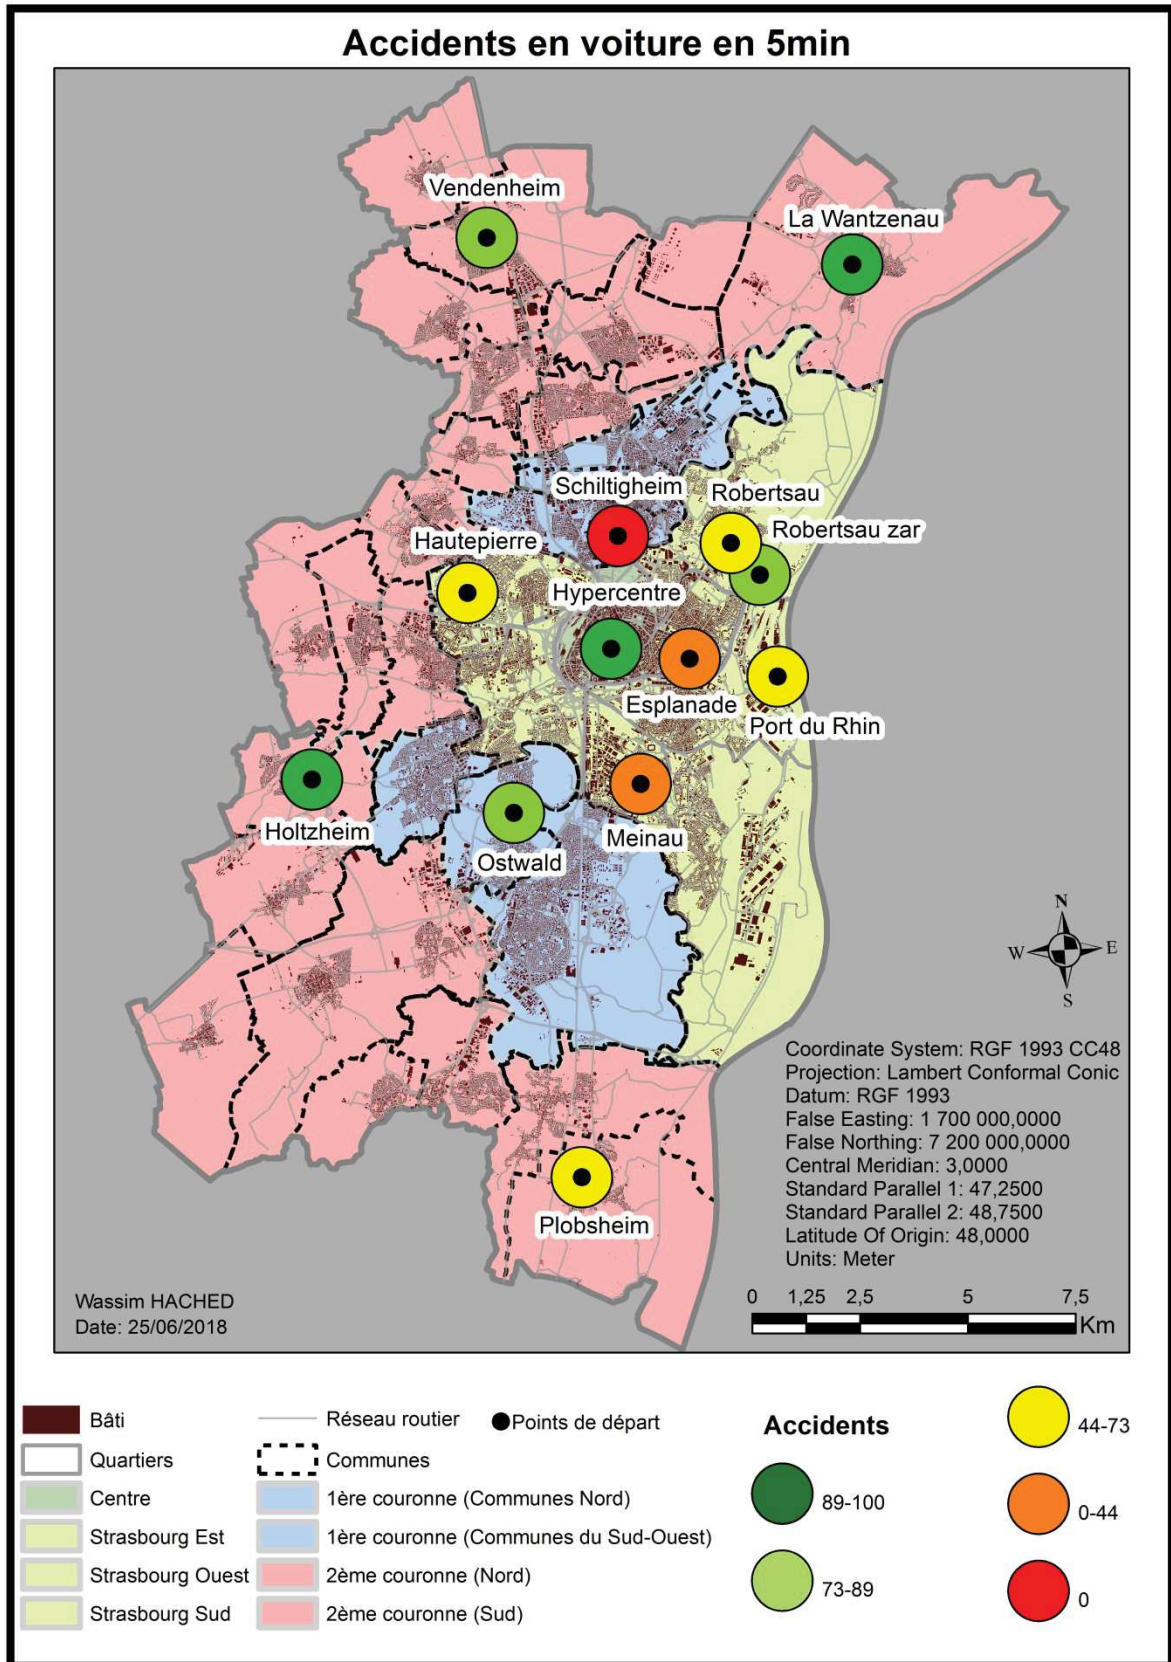 Accidents en voiture en 5min
Vendenheim
La Wantzenau
Schiltigheim
Robertsau
Hautepierre
Robertsau zar
Hypercentre
Esplanade
Port du Rhin
Holtzheim
Ostwald
Meinau
N
W
E
S
Coordinate System: RGF 1993 CC48
Projection: Lambert Conformal Conic
Datum: RGF 1993
False Easting: 1 700 000,0000
False Northing: 7 200 000,0000
Central Meridian: 3,0000
Standard Parallel 1: 47,2500
Standard Parallel 2: 48,7500
Latitude Of Origin: 48,0000
Units: Meter
Plobsheim
Wassim HACHED
Date: 25/06/2018
0 1,25 2,5 5 7,5
Km
Bâti
Quartiers
Centre
Strasbourg Est
Strasbourg Ouest
Strasbourg Sud
Réseau routier
Points de départ
Communes
1ère couronne (Communes Nord)
1ère couronne (Communes du Sud-Ouest)
2ème couronne (Nord)
2ème couronne (Sud)
Accidents
89-100
73-89
44-73
0-44
0